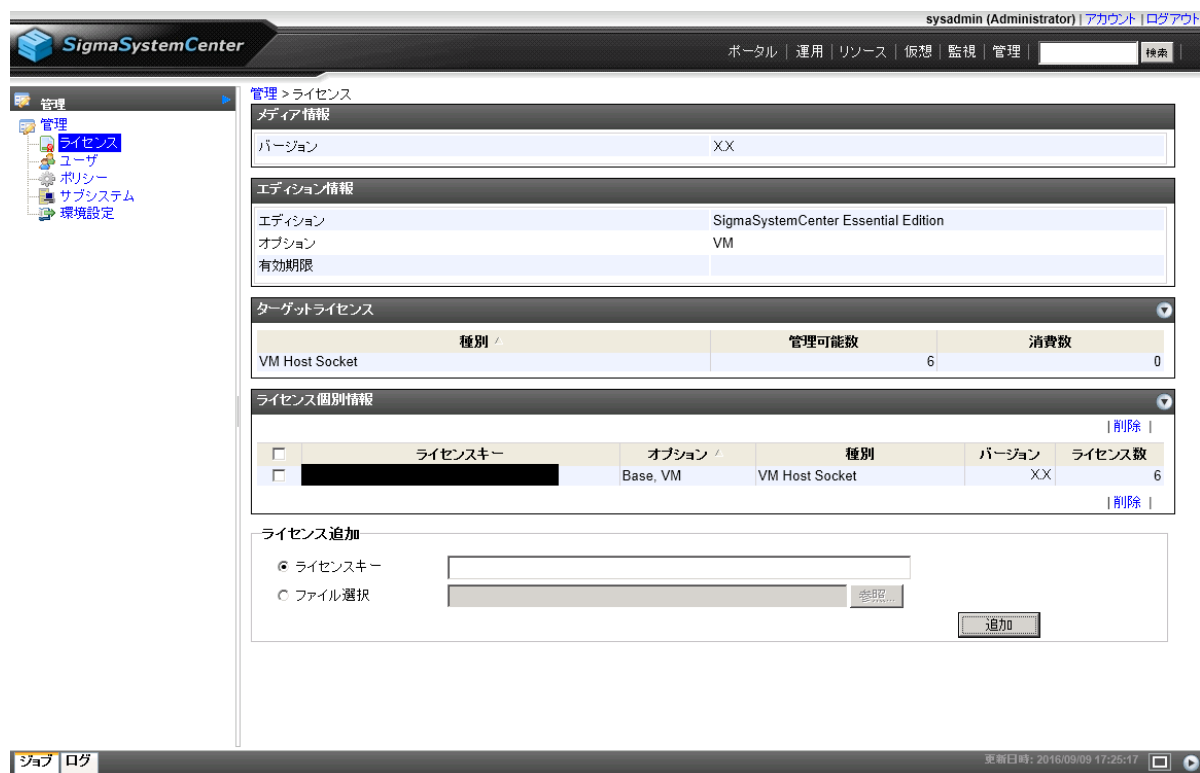 sysadmin (Administrator) | アカウント | ログアウト
SigmaSystemCenter
ポータル | 運用 | リソース | 仮想 | 監視 | 管理 | 検索 |
管理
管理
ライセンス
ユーザ
ポリシー
サブシステム
環境設定
管理 > ライセンス
メディア情報
バージョン X.X
エディション情報
エディション SigmaSystemCenter Essential Edition
オプション VM
有効期限
ターゲットライセンス
種別 管理可能数 消費数
VM Host Socket 6 0
ライセンス個別情報
| 削除 |
ライセンスキー オプション 種別 バージョン ライセンス数
Base, VM VM Host Socket X.X 6
| 削除 |
ライセンス追加
ライセンスキー
ファイル選択 参照...
追加
ジョブ ログ 更新日時: 2016/09/09 17:25:17